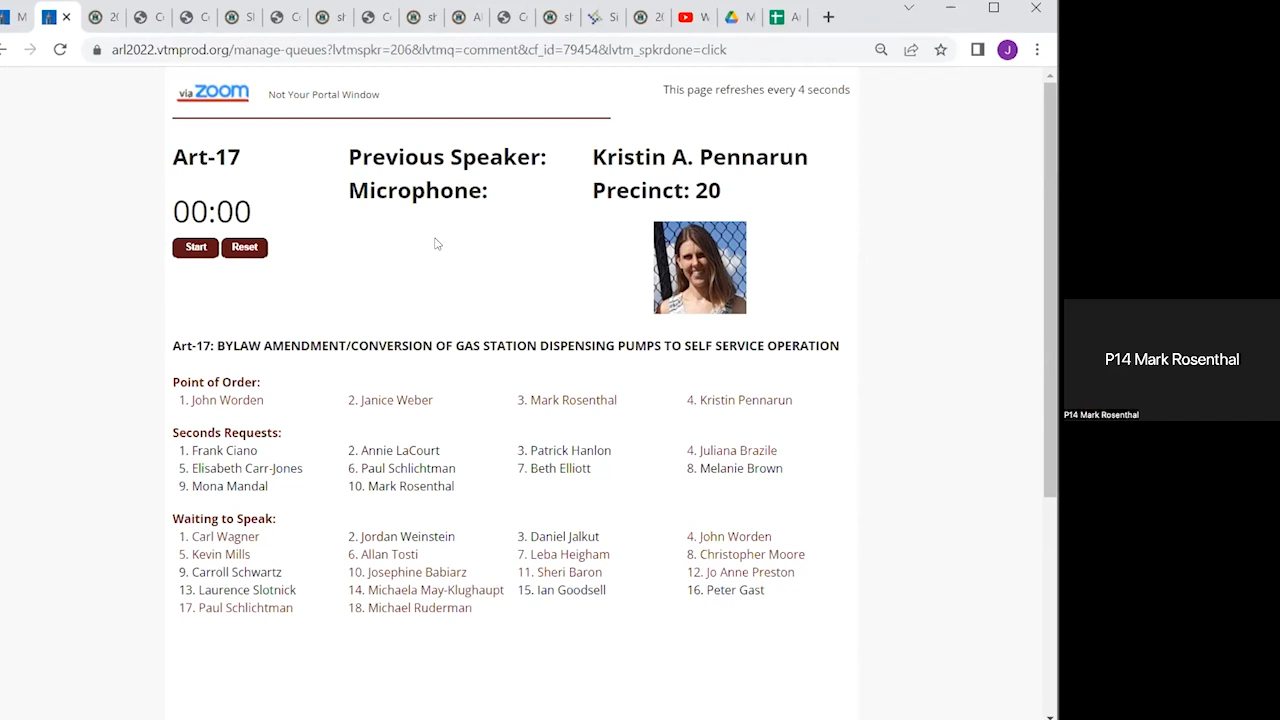 M
2(
C
C
SI
C
sh
C
sh
A
C
sh
Si
2(
W
M
A
arl2022.vtmprod.org/manage-queues?lvtmspkr=206&lvtmq=comment&cf_id=79454&lvtm_spkrdone=click
J
via zoom
Not Your Portal Window
This page refreshes every 4 seconds
Art-17
Previous Speaker:
Kristin A. Pennarun
Microphone:
Precinct: 20
00:00
Start
Reset
Art-17: BYLAW AMENDMENT/CONVERSION OF GAS STATION DISPENSING PUMPS TO SELF SERVICE OPERATION
Point of Order:
1. John Worden 2. Janice Weber 3. Mark Rosenthal 4. Kristin Pennarun
Seconds Requests:
1. Frank Ciano 2. Annie LaCourt 3. Patrick Hanlon 4. Juliana Brazile
5. Elisabeth Carr-Jones 6. Paul Schlichtman 7. Beth Elliott 8. Melanie Brown
9. Mona Mandal 10. Mark Rosenthal
Waiting to Speak:
1. Carl Wagner 2. Jordan Weinstein 3. Daniel Jalkut 4. John Worden
5. Kevin Mills 6. Allan Tosti 7. Leba Heigham 8. Christopher Moore
9. Carroll Schwartz 10. Josephine Babiarz 11. Sheri Baron 12. Jo Anne Preston
13. Laurence Slotnick 14. Michaela May-Klughaupt 15. Ian Goodsell 16. Peter Gast
17. Paul Schlichtman 18. Michael Ruderman
P14 Mark Rosenthal
P14 Mark Rosenthal